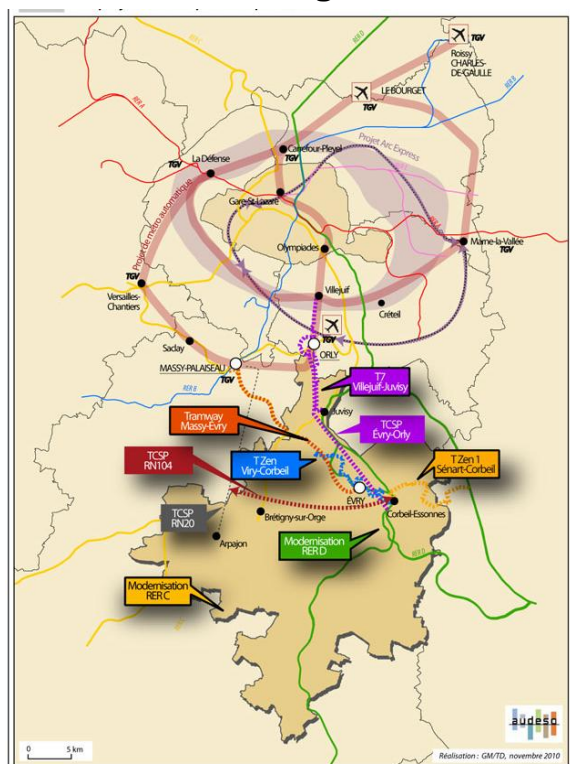 TGV
Roissy
CHARLES-
DE-GAULLE
RER C
RER D
LE BOURGET
TGV
RER B
RER A
Carrefour-Pleyel
TGV
Projet Arc Express
La Défense
TGV
Gare-St-Lazare
Projet de métro automatique
Olympiades
Marne-la-Vallée
TGV
TGV
Versailles-
Chantiers
Villejuif
Créteil
TGV
Saclay
ORLY
MASSY-PALAISEAU
TGV
RER B
T7
Villejuif-Juvisy
Juvisy
Tramway
Massy-Evry
TCSP
Évry-Orly
TCSP
RN104
T Zen
Viry-Corbeil
T Zen 1
Sénart-Corbeil
ÉVRY
Corbeil-Essonnes
TCSP
RN20
Brétigny-sur-Orge
Arpajon
Modernisation
RER D
RER D
Modernisation
RER C
audeso
0 5 km
Réalisation : GM/TD, novembre 2010